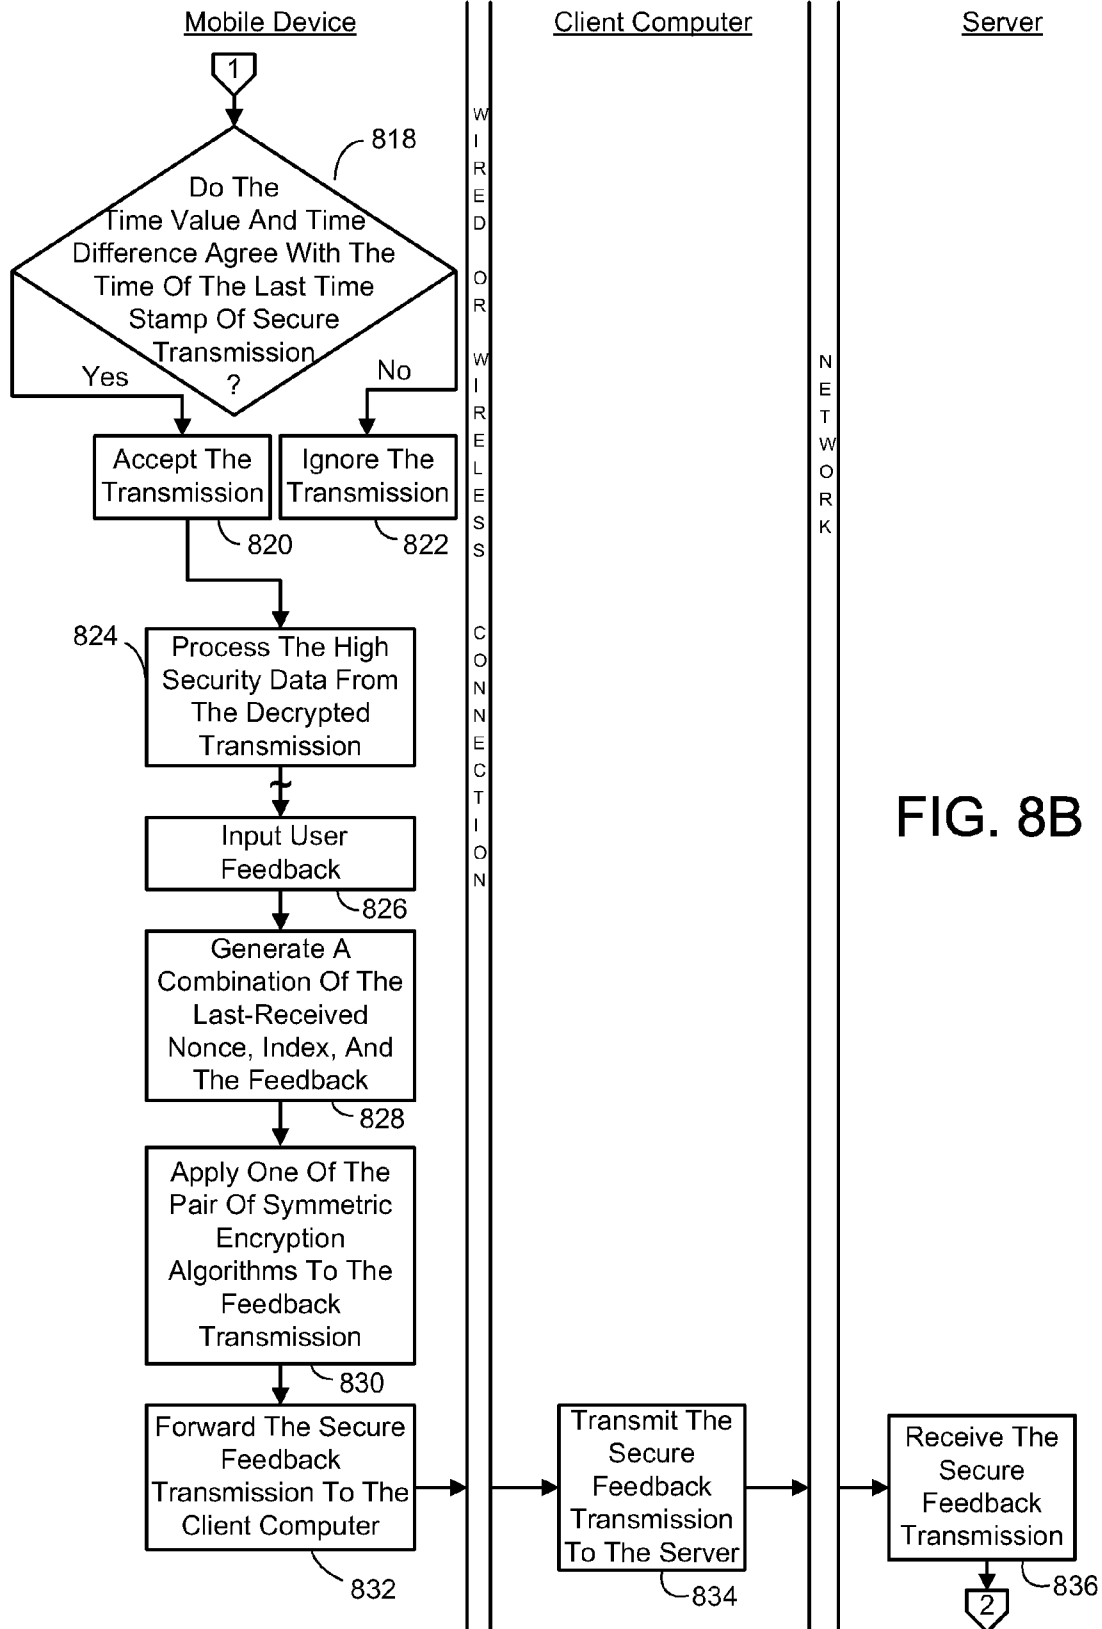 Mobile Device
Client Computer
Server
1
818
Do The
Time Value And Time
Difference Agree With The
Time Of The Last Time
Stamp Of Secure
Transmission
?
Yes
No
Accept The
Transmission
820
Ignore The
Transmission
822
WIRED OR WIRELESS CONNECTION
NETWORK
824
Process The High
Security Data From
The Decrypted
Transmission
FIG. 8B
Input User
Feedback
826
Generate A
Combination Of The
Last-Received
Nonce, Index, And
The Feedback
828
Apply One Of The
Pair Of Symmetric
Encryption
Algorithms To The
Feedback
Transmission
830
Forward The Secure
Feedback
Transmission To The
Client Computer
832
Transmit The
Secure
Feedback
Transmission
To The Server
834
Receive The
Secure
Feedback
Transmission
836
2